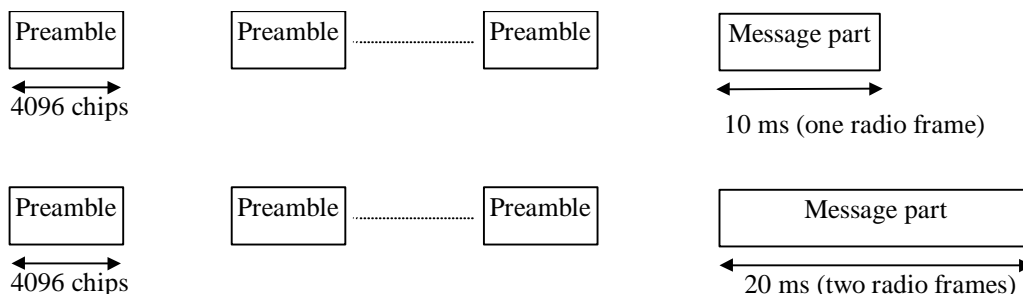 Preamble Preamble Preamble Message part
4096 chips
10 ms (one radio frame)
Preamble Preamble Preamble Message part
4096 chips
20 ms (two radio frames)